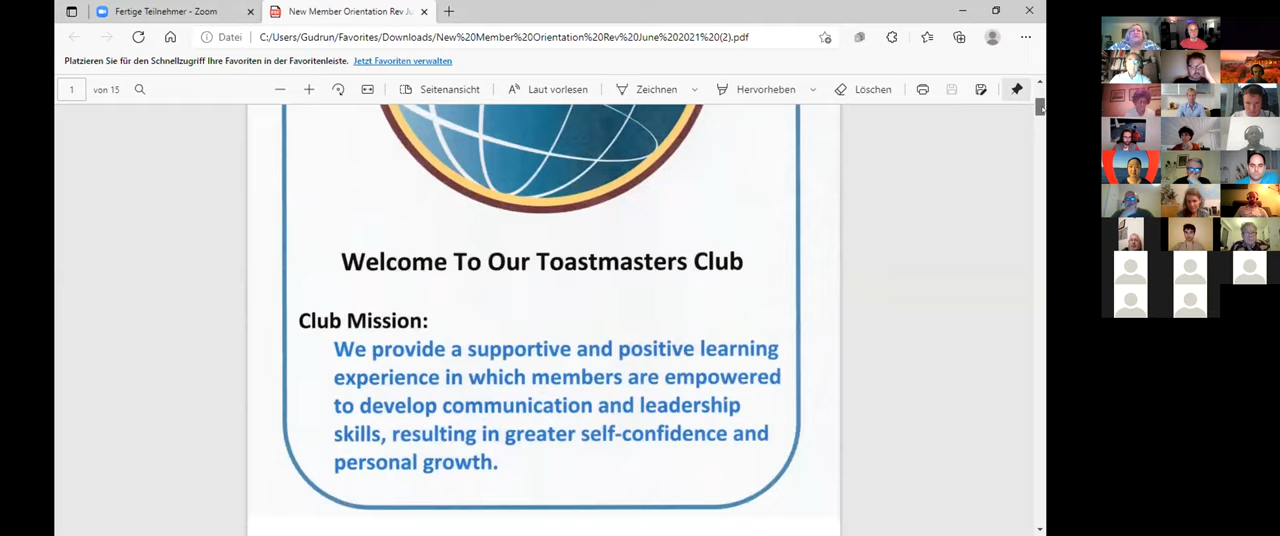 Fertige Teilnehmer - Zoom
New Member Orientation Rev Ju
Datei
C:/Users/Gudrun/Favorites/Downloads/New%20Member%20Orientation%20Rev%20June%202021%20(2).pdf
Platzieren Sie für den Schnellzugriff Ihre Favoriten in der Favoritenleiste. Jetzt Favoriten verwalten
1 von 15
Seitenansicht
Laut vorlesen
Zeichnen
Hervorheben
Löschen
Welcome To Our Toastmasters Club
Club Mission:
We provide a supportive and positive learning
experience in which members are empowered
to develop communication and leadership
skills, resulting in greater self-confidence and
personal growth.